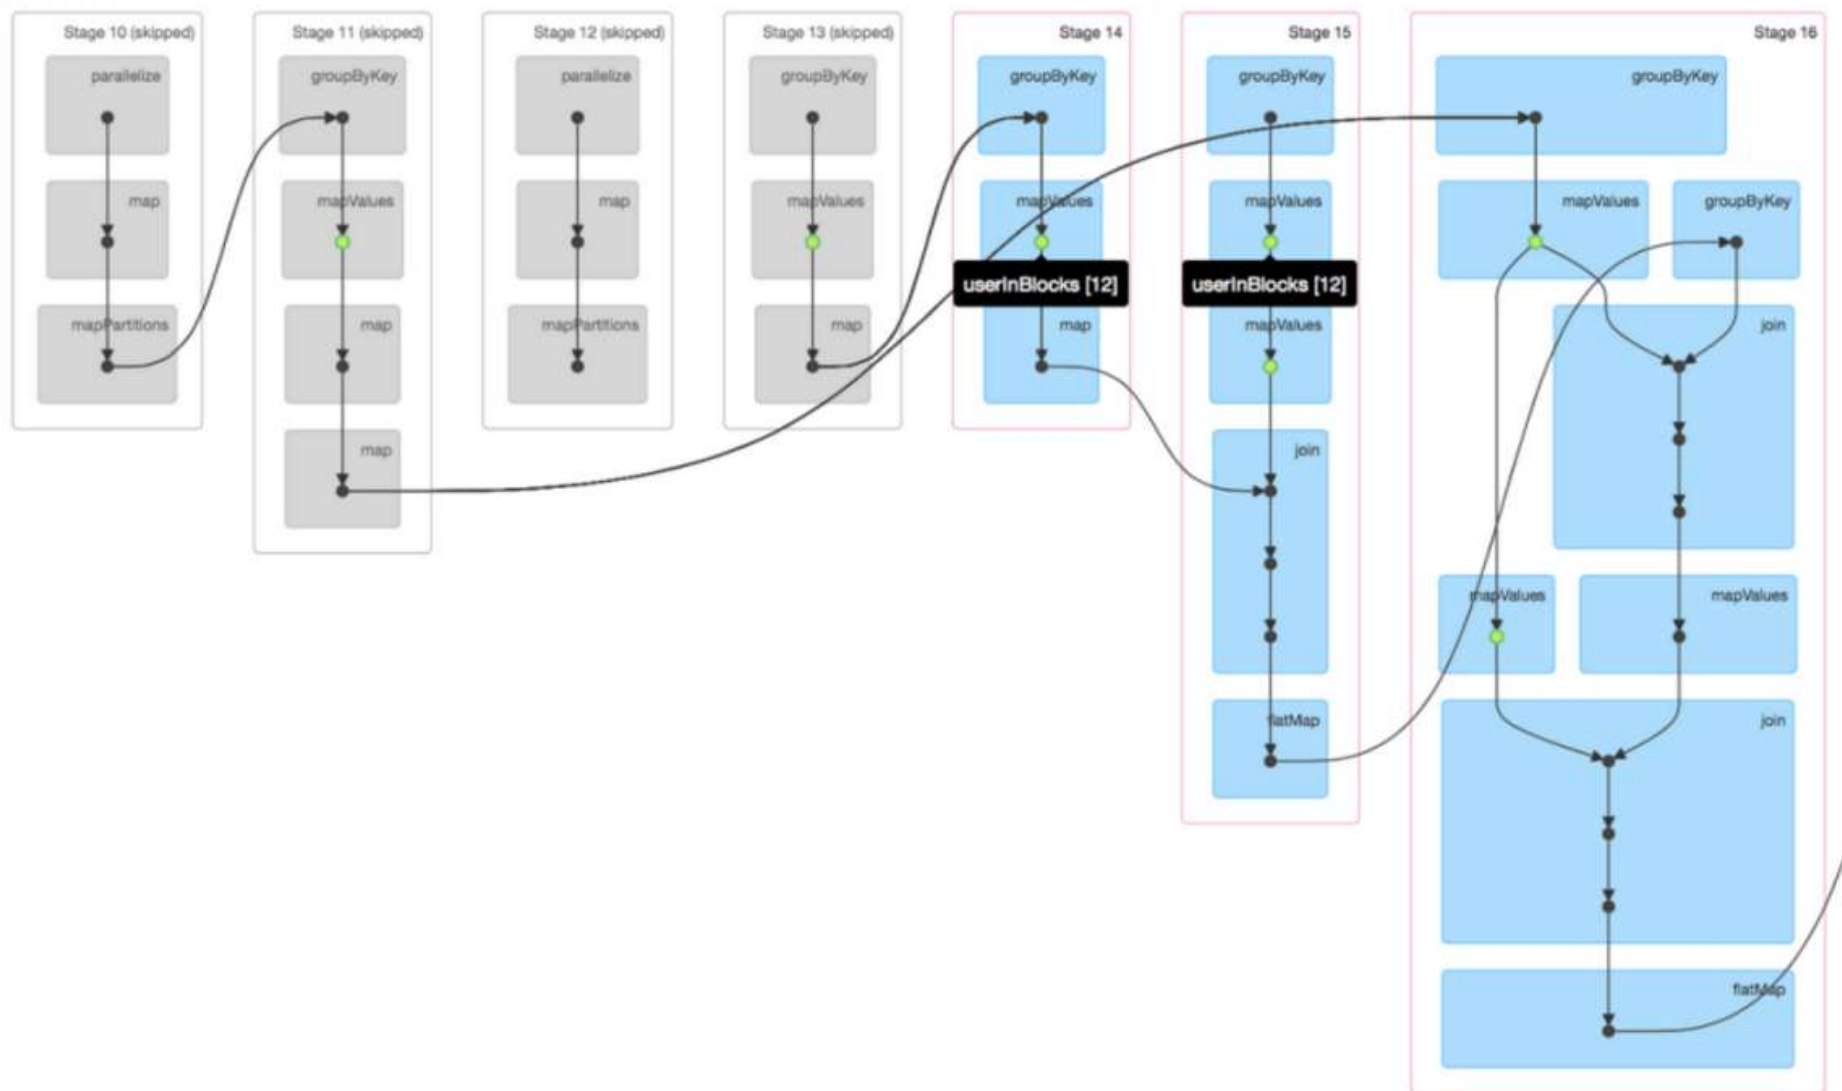 Stage 10 (skipped)
parallelize
map
mapPartitions
Stage 11 (skipped)
groupByKey
mapValues
map
map
Stage 12 (skipped)
parallelize
map
mapPartitions
Stage 13 (skipped)
groupByKey
mapValues
map
Stage 14
groupByKey
mapValues
userInBlocks [12]
map
Stage 15
groupByKey
mapValues
userInBlocks [12]
mapValues
join
flatMap
Stage 16
groupByKey
mapValues
groupByKey
join
mapValues
mapValues
join
flatMap